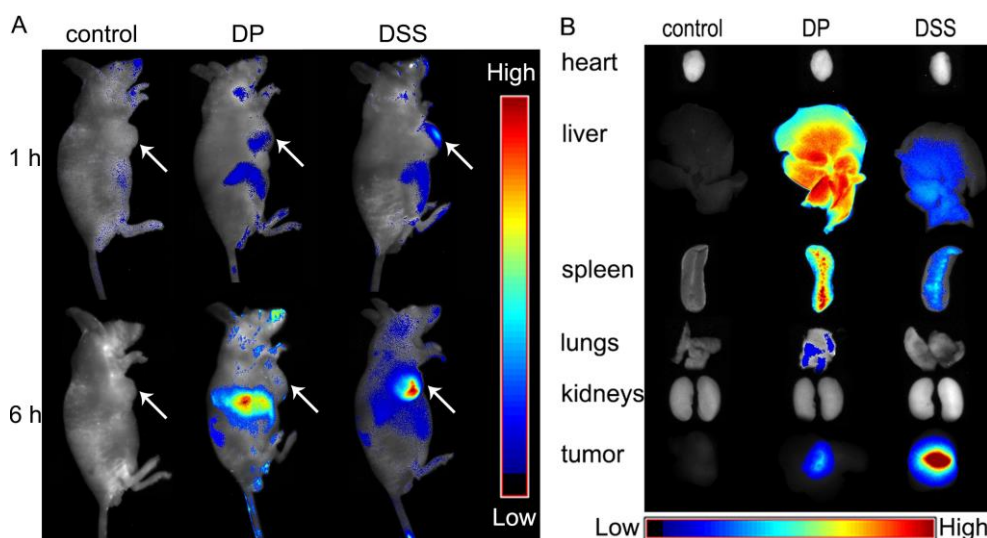 A
control DP DSS
1 h
6 h
High
Low
B
control DP DSS
heart
liver
spleen
lungs
kidneys
tumor
Low High